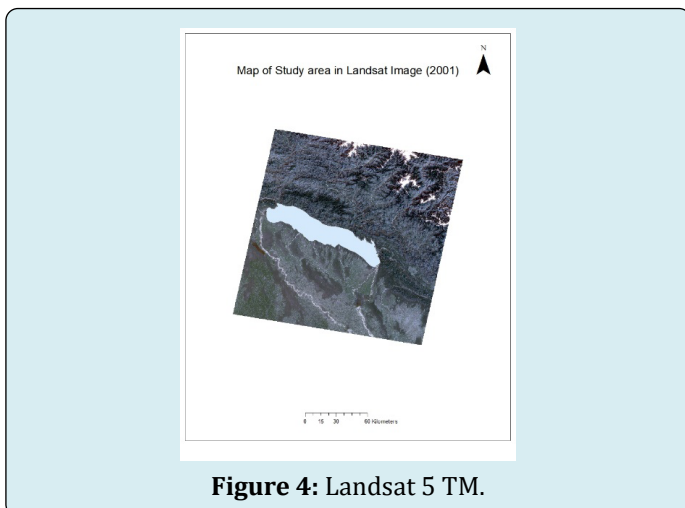 N
Map of Study area in Landsat Image (2001)
0 15 30 60 Kilometers
Figure 4: Landsat 5 TM.